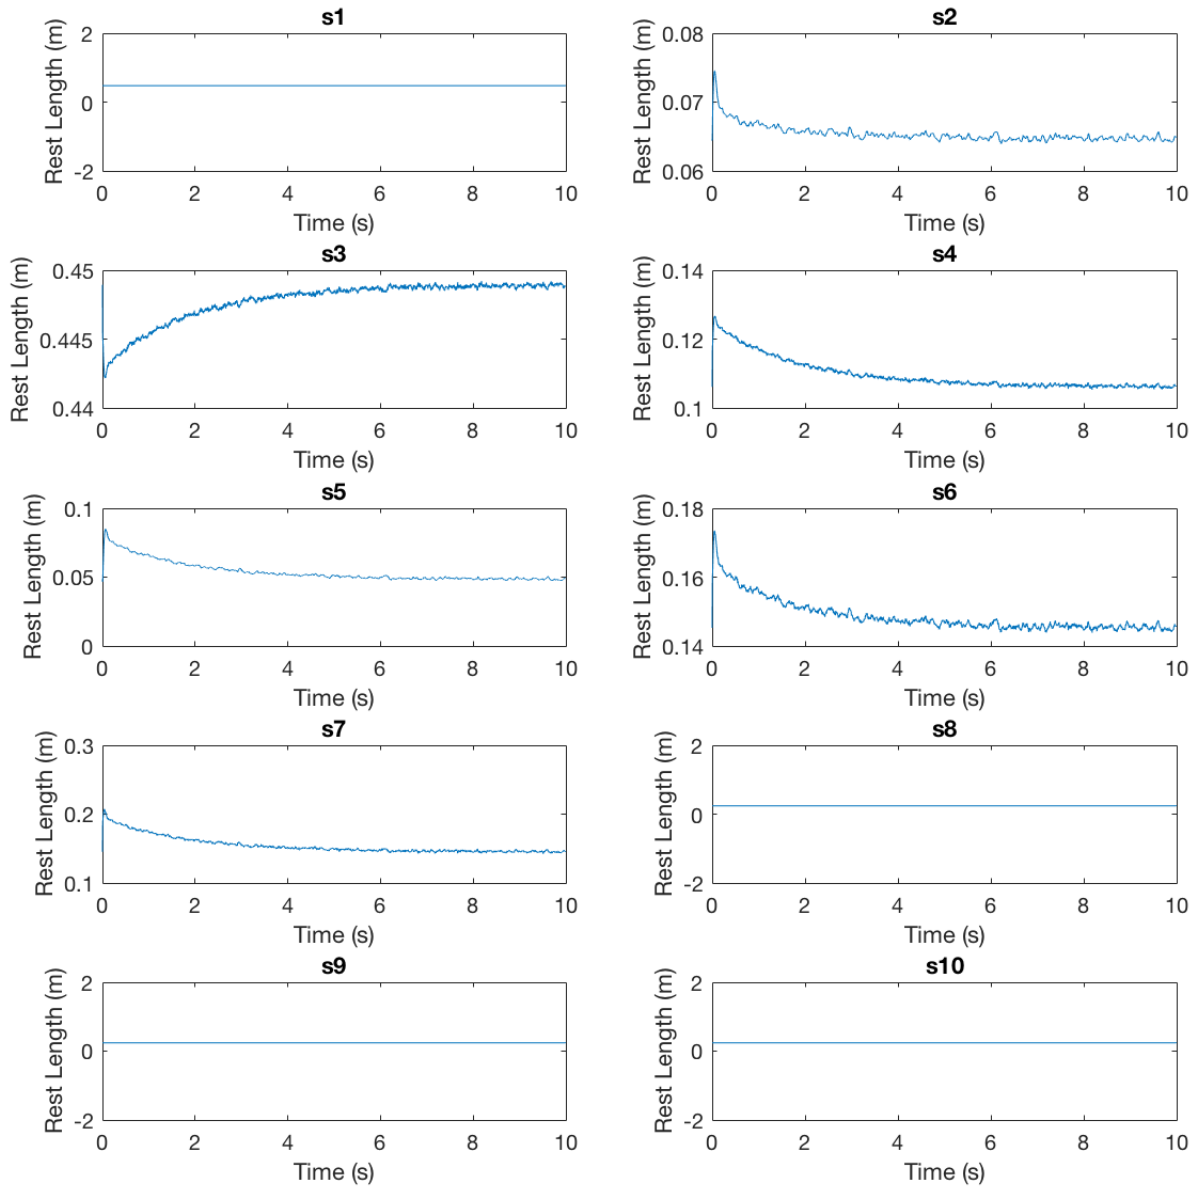 s1
Rest Length (m)
2
0
-2
0 2 4 6 8 10
Time (s)
s2
Rest Length (m)
0.08
0.07
0.06
0 2 4 6 8 10
Time (s)
s3
Rest Length (m)
0.45
0.445
0.44
0 2 4 6 8 10
Time (s)
s4
Rest Length (m)
0.14
0.12
0.1
0 2 4 6 8 10
Time (s)
s5
Rest Length (m)
0.1
0.05
0
0 2 4 6 8 10
Time (s)
s6
Rest Length (m)
0.18
0.16
0.14
0 2 4 6 8 10
Time (s)
s7
Rest Length (m)
0.3
0.2
0.1
0 2 4 6 8 10
Time (s)
s8
Rest Length (m)
2
0
-2
0 2 4 6 8 10
Time (s)
s9
Rest Length (m)
2
0
-2
0 2 4 6 8 10
Time (s)
s10
Rest Length (m)
2
0
-2
0 2 4 6 8 10
Time (s)